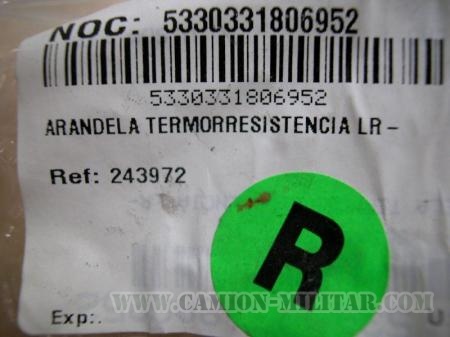 NOC: 5330331806952
5330331806952
ARANDELA TERMORRESISTENCIA LR –
Ref: 243972
R
WWW.CAMION-MILITAR.COM
Exp:.